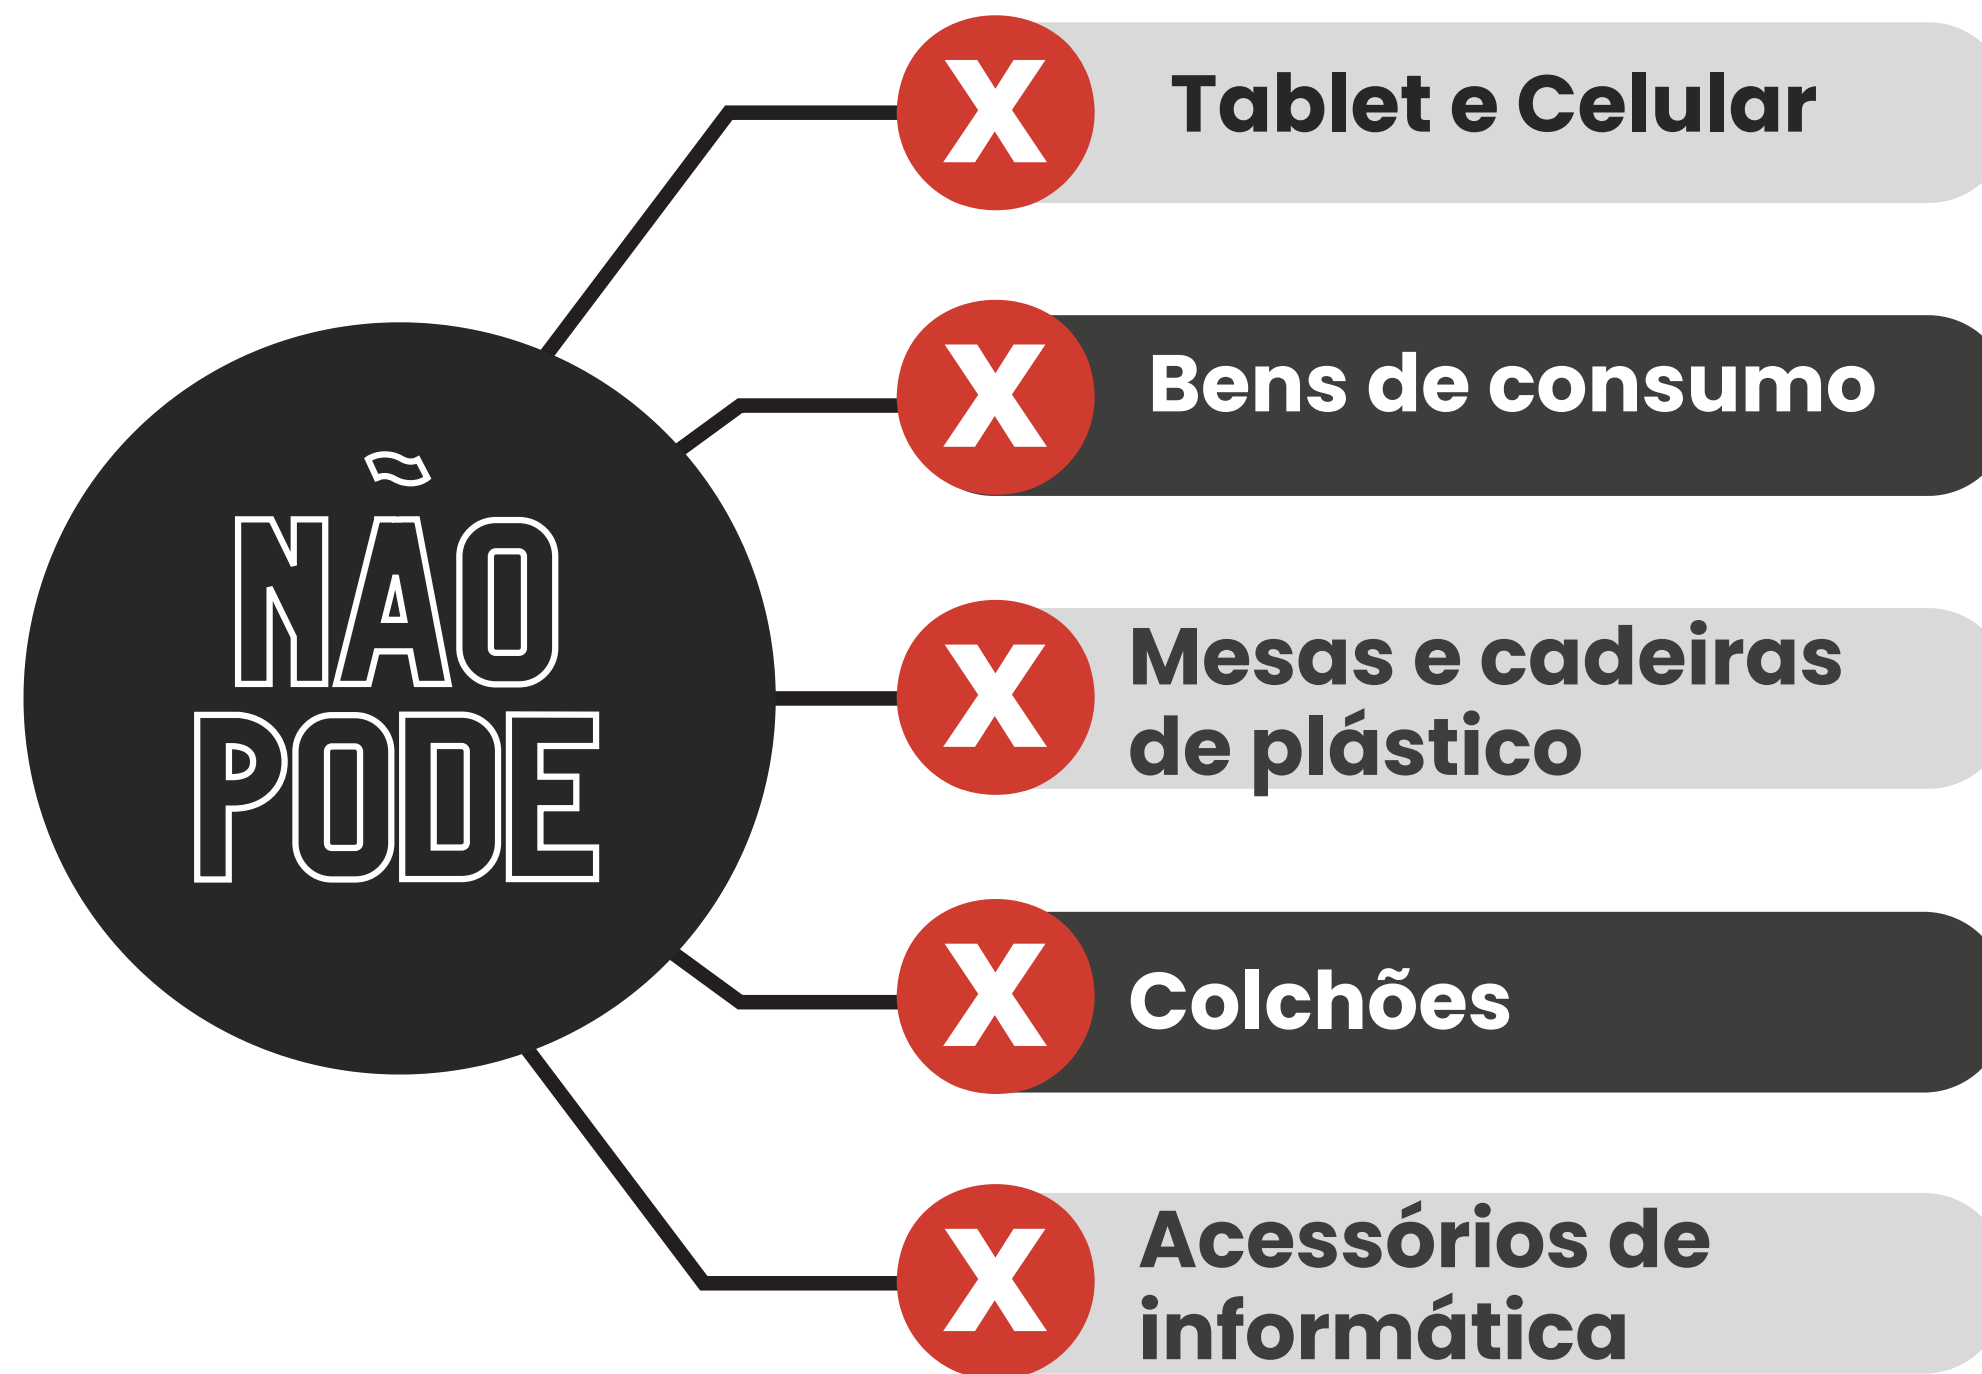 NÃO
PODE
X
Tablet e Celular
X
Bens de consumo
X
Mesas e cadeiras
de plástico
X
Colchões
X
Acessórios de
informática